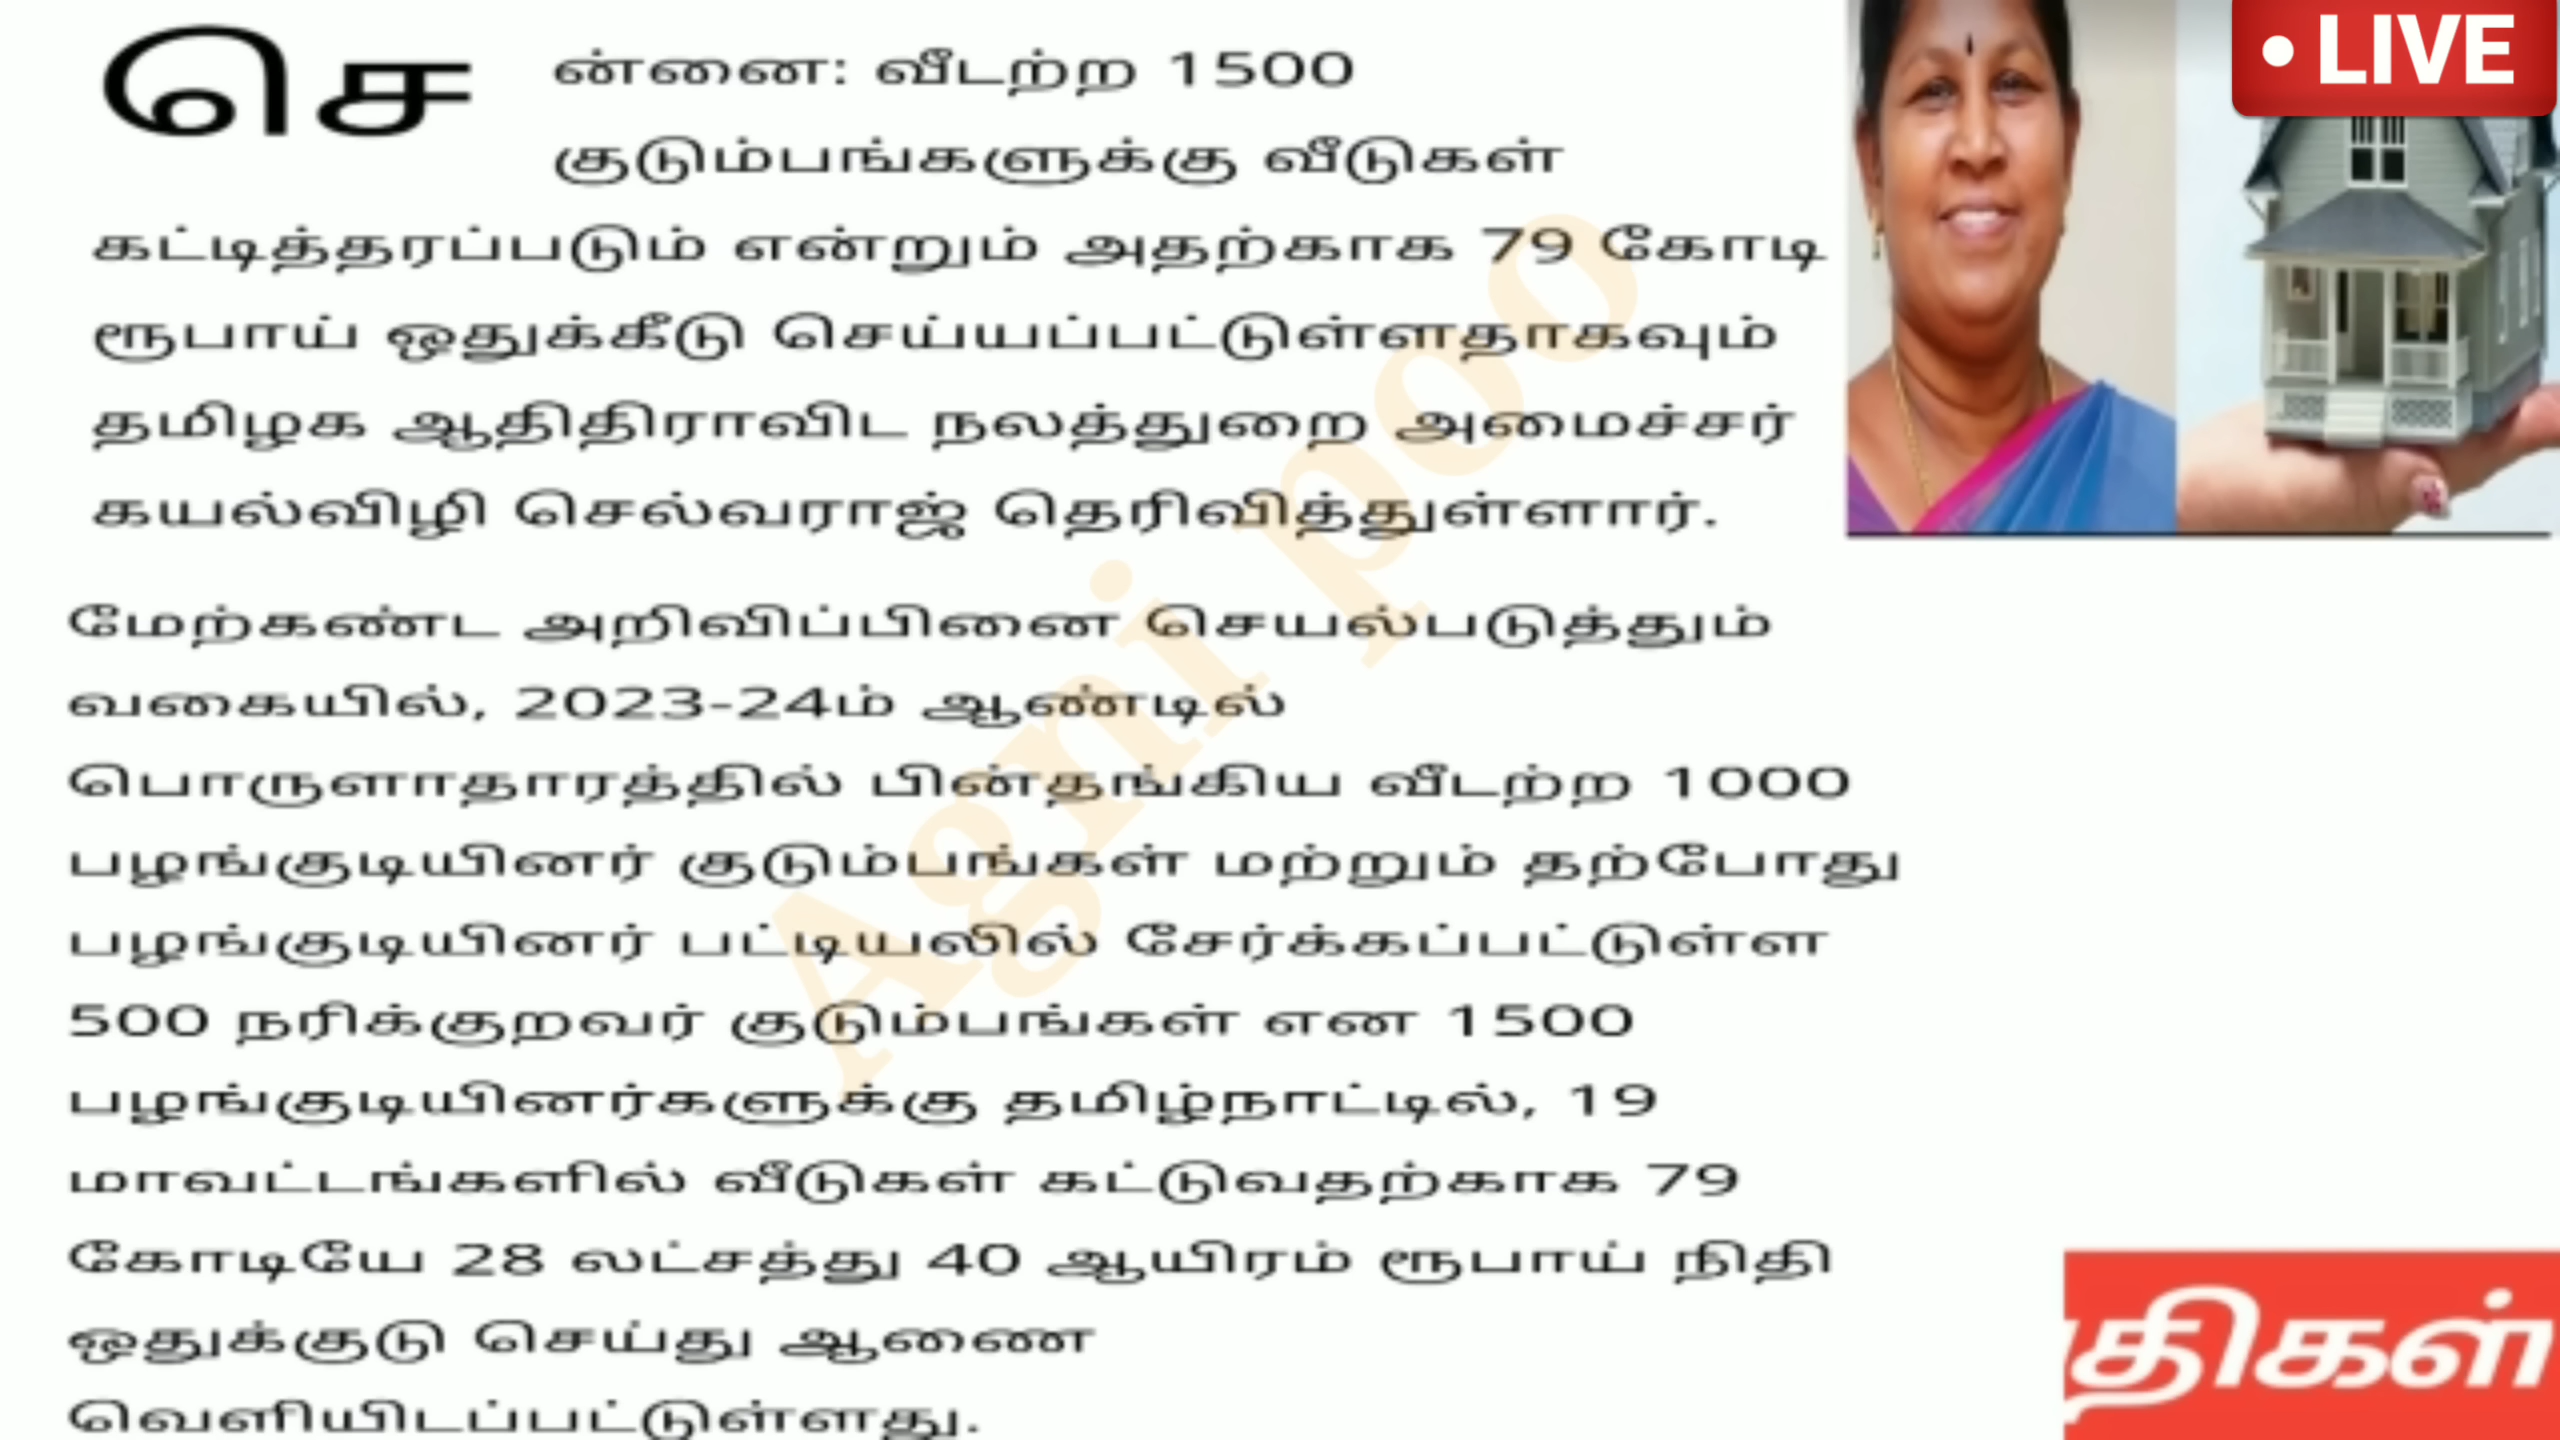 சென்னை: வீடற்ற 1500
குடும்பங்களுக்கு வீடுகள்
கட்டித்தரப்படும் என்றும் அதற்காக 79 கோடி
ரூபாய் ஒதுக்கீடு செய்யப்பட்டுள்ளதாகவும்
தமிழக ஆதிதிராவிட நலத்துறை அமைச்சர்
கயல்விழி செல்வராஜ் தெரிவித்துள்ளார்.
மேற்கண்ட அறிவிப்பினை செயல்படுத்தும்
வகையில், 2023-24ம் ஆண்டில்
பொருளாதாரத்தில் பின்தங்கிய வீடற்ற 1000
பழங்குடியினர் குடும்பங்கள் மற்றும் தற்போது
பழங்குடியினர் பட்டியலில் சேர்க்கப்பட்டுள்ள
500 நரிக்குறவர் குடும்பங்கள் என 1500
பழங்குடியினர்களுக்கு தமிழ்நாட்டில், 19
மாவட்டங்களில் வீடுகள் கட்டுவதற்காக 79
கோடியே 28 லட்சத்து 40 ஆயிரம் ரூபாய் நிதி
ஒதுக்குடு செய்து ஆணை
வெளியிடப்பட்டுள்ளது.
• LIVE
Agni poo
திகள்